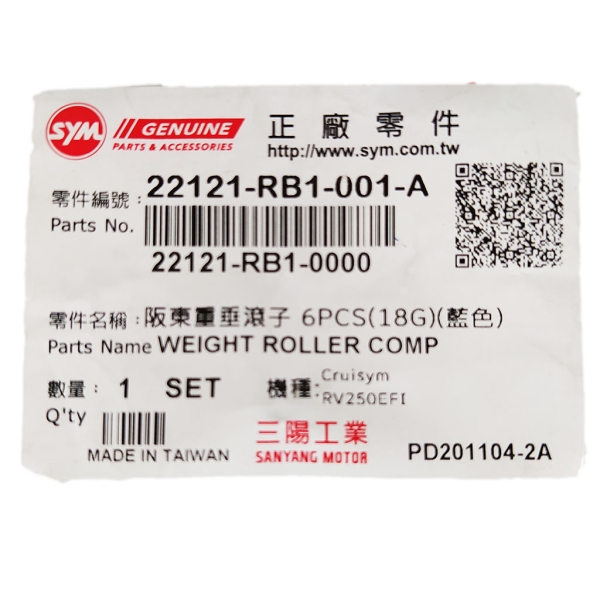 SYM GENUINE 正廠零件
PARTS & ACCESSORIES http://www.sym.com.tw
零件編號: 22121-RB1-001-A
Parts No.
22121-RB1-0000
零件名稱: 阪東重垂滾子 6PCS(18G)(藍色)
Parts Name WEIGHT ROLLER COMP
數量: 1 SET 機種: Cruisym
Q'ty RV250EFI
三陽工業
MADE IN TAIWAN SANYANG MOTOR PD201104-2A